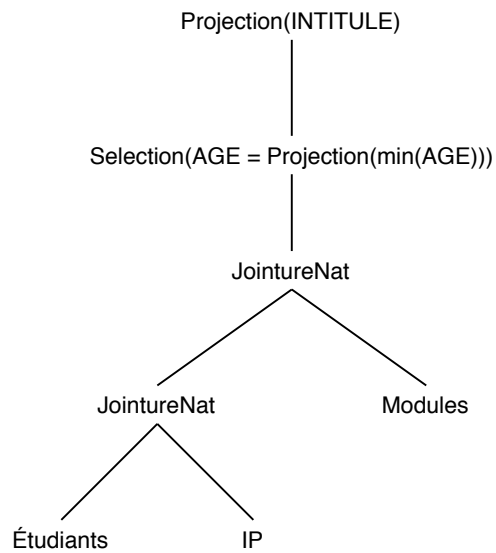 Projection(INTITULE)
Selection(AGE = Projection(min(AGE)))
JointureNat
JointureNat
Modules
Étudiants
IP